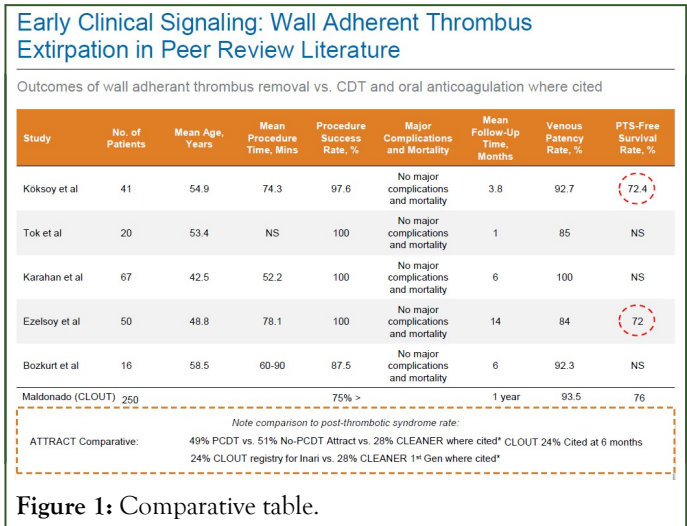 Early Clinical Signaling: Wall Adherent Thrombus
Extirpation in Peer Review Literature
Outcomes of wall adherant thrombus removal vs. CDT and oral anticoagulation where cited
Study No. of Patients Mean Age, Years Mean Procedure Time, Mins Procedure Success Rate, % Major Complications and Mortality Mean Follow-Up Time, Months Venous Patency Rate, % PTS-Free Survival Rate, %
Köksoy et al 41 54.9 74.3 97.6 No major complications and mortality 3.8 92.7 72.4
Tok et al 20 53.4 NS 100 No major complications and mortality 1 85 NS
Karahan et al 67 42.5 52.2 100 No major complications and mortality 6 100 NS
Ezelsoy et al 50 48.8 78.1 100 No major complications and mortality 14 84 72
Bozkurt et al 16 58.5 60-90 87.5 No major complications and mortality 6 92.3 NS
Maldonado (CLOUT) 250 75% > 1 year 93.5 76
Note comparison to post-thrombotic syndrome rate:
ATTRACT Comparative: 49% PCDT vs. 51% No-PCDT Attract vs. 28% CLEANER where cited* CLOUT 24% Cited at 6 months
24% CLOUT registry for Inari vs. 28% CLEANER 1st Gen where cited*
Figure 1: Comparative table.